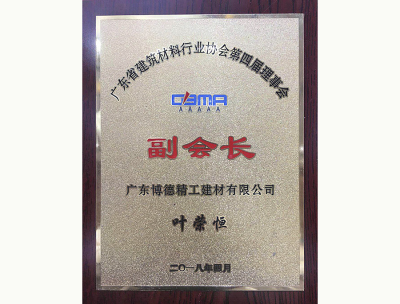 广东省建筑材料行业协会第四届理事会
CBMA
AAAAA
副会长
广东博德精工建材有限公司
叶荣恒
二〇一八年四月